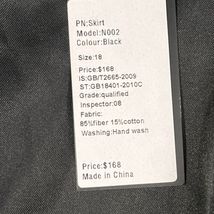 PN:Skirt
Model:N002
Colour:Black
Size:18
Price:$168
IS:GB/T2665-2009
ST:GB18401-2010C
Grade:qualified
Inspector:08
Fabric:
85%fiber 15%cotton
Washing:Hand wash
Price:$168
Made in China